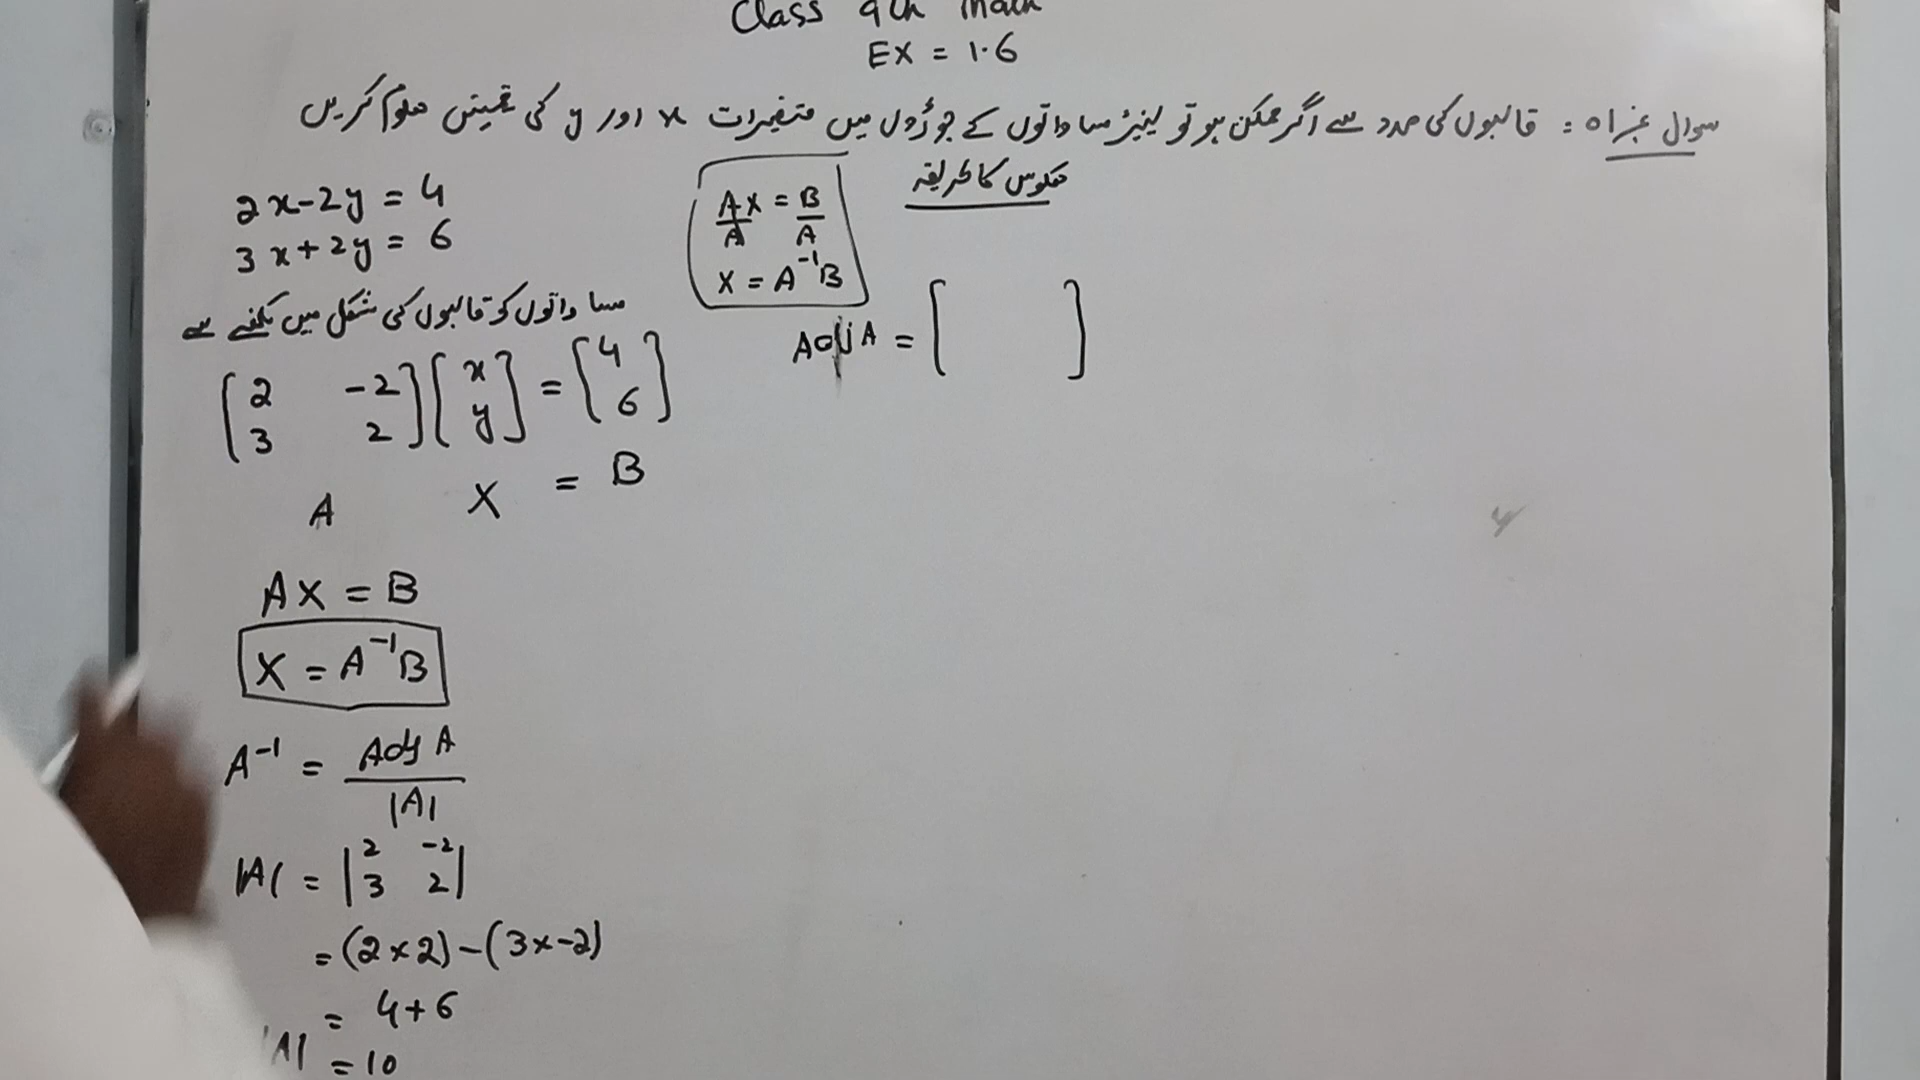 Class 9th Math
EX = 1.6
سوال نمبر 01 : قالبوں کی مدد سے اگر ممکن ہو تو لینیئر مساواتوں کے جوڑوں میں متغیرات x اور y کی قیمتیں معلوم کریں
معکوس کا طریقہ
2x-2y = 4
3x+2y = 6
مساواتوں کو قالبوں کی شکل میں لکھنے سے
[2 -2] [x] = [4]
[3 2] [y] [6]
A X = B
AX = B
X = A⁻¹B
A⁻¹ = Adj A
|A|
|A| = |2 -2|
|3 2|
= (2×2)-(3×-2)
= 4+6
|A| = 10
AX = B
A A
X = A⁻¹B
Adj A = [ ]